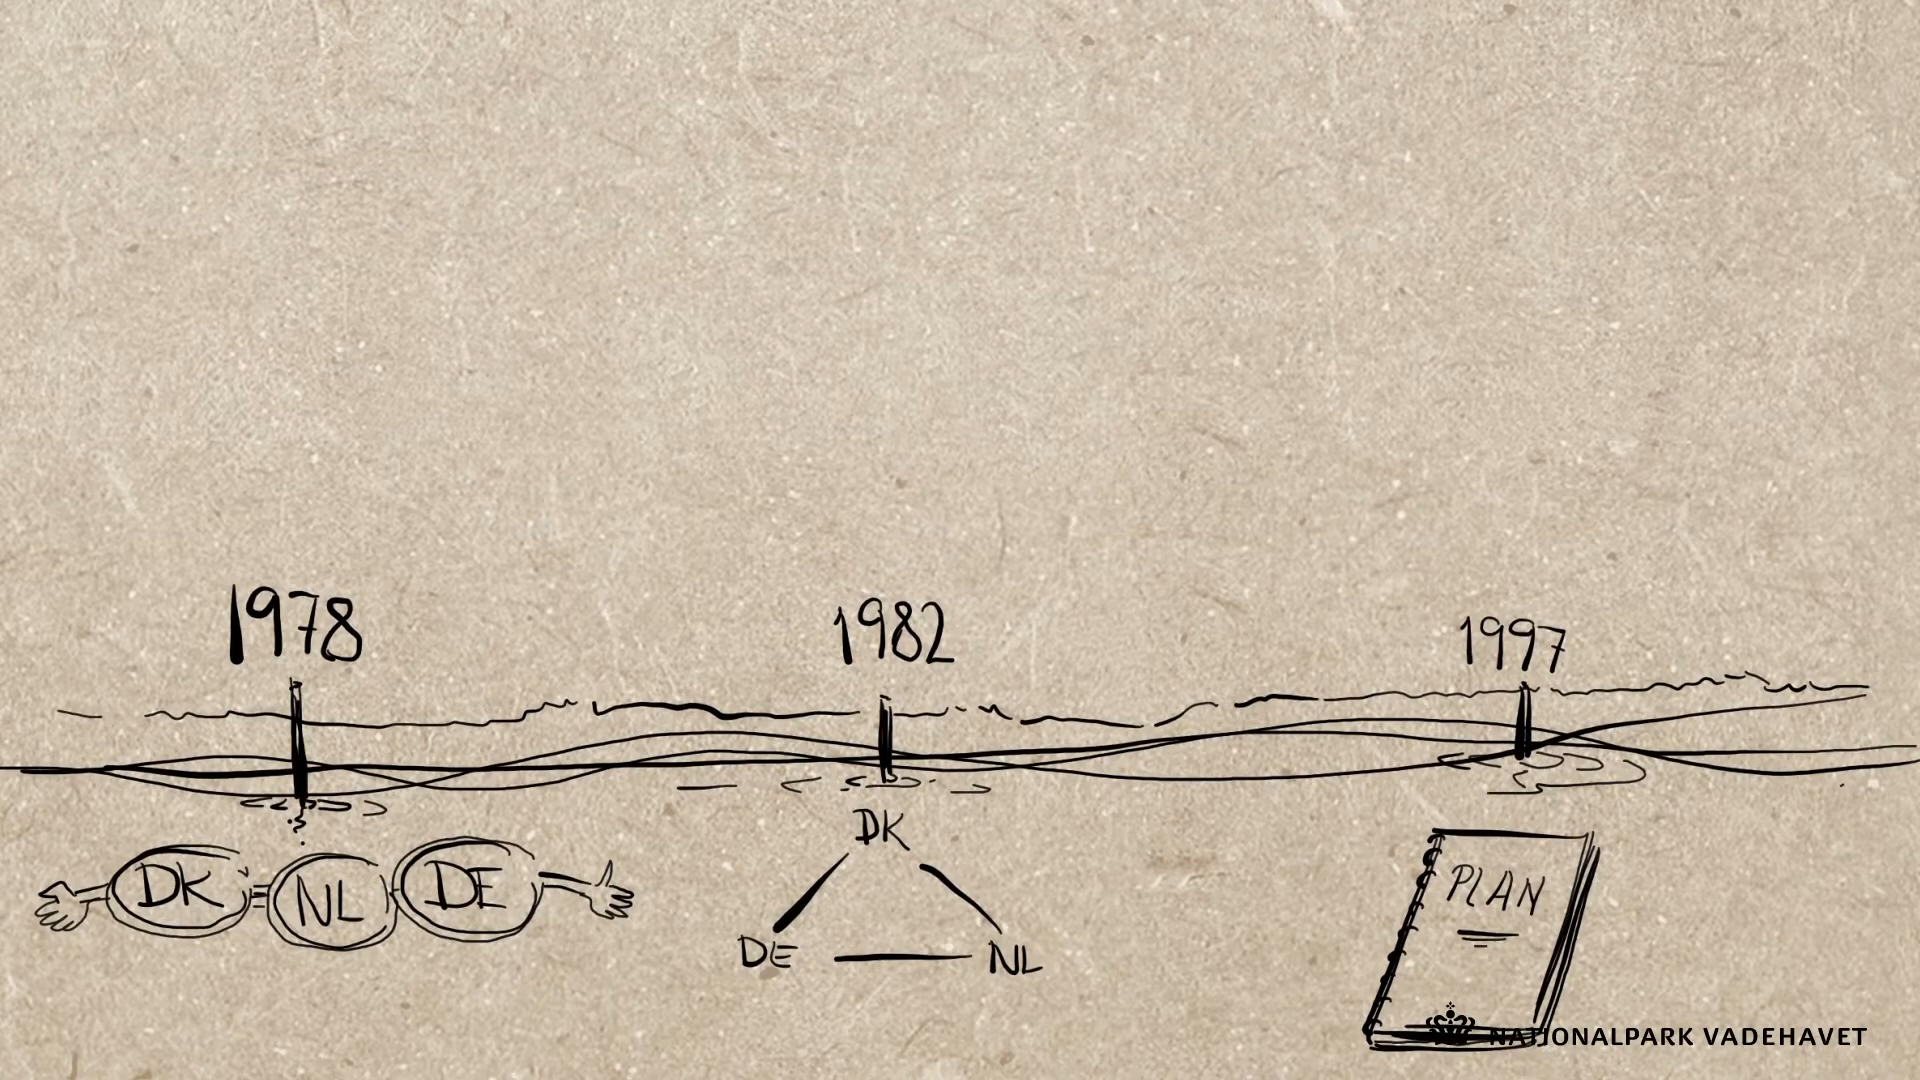 1978
1982
1997
DK NL DE
DK
DE NL
PLAN
NATIONALPARK VADEHAVET